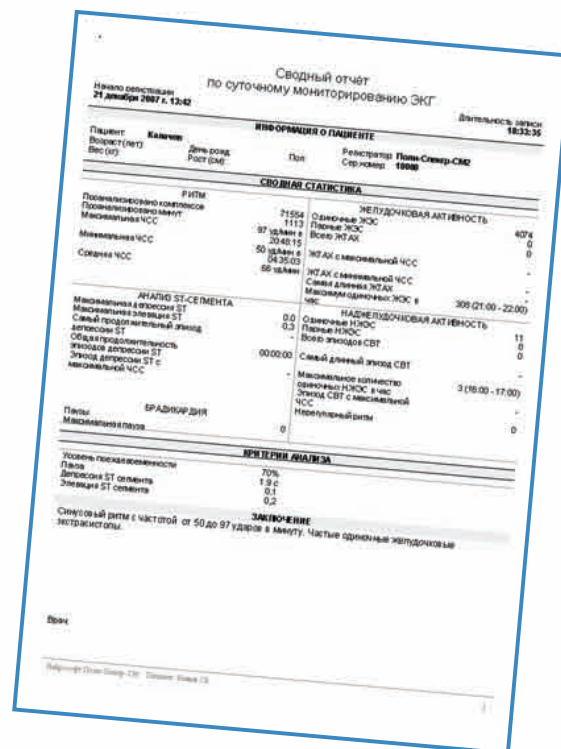 Сводный отчёт
по суточному мониторированию ЭКГ
Начало регистрации
21 декабря 2007 г. 13:42
Длительность записи
18:33:35
ИНФОРМАЦИЯ О ПАЦИЕНТЕ
Пациент:
Возраст (лет): День рожд. Пол: Регистратор: Поли-Спектр-СМ2
Вес (кг): Рост (см): Сер.номер: 10000
СВОДНАЯ СТАТИСТИКА
РИТМ
Проанализировано комплексов 71554
Проанализировано минут 1113
Максимальная ЧСС 97 уд/мин в
20:48:15
Минимальная ЧСС 50 уд/мин в
04:35:03
Средняя ЧСС 66 уд/мин
ЖЕЛУДОЧКОВАЯ АКТИВНОСТЬ
Одиночные ЖЭС 4074
Парные ЖЭС 0
Всего ЖТАХ 0
ЖТАХ с максимальной ЧСС -
ЖТАХ с минимальной ЧСС -
Самая длинная ЖТАХ -
Максимум одиночных ЖЭС в
час 308 (21:00 - 22:00)
АНАЛИЗ ST-СЕГМЕНТА
Максимальная депрессия ST 0.0
Максимальная элевация ST 0.3
Самый продолжительный эпизод
депрессии ST -
Общая продолжительность
эпизодов депрессии ST 00:00:00
Эпизод депрессии ST с
максимальной ЧСС -
НАДЖЕЛУДОЧКОВАЯ АКТИВНОСТЬ
Одиночные НЖЭС 11
Парные НЖЭС 0
Всего эпизодов СВТ 0
Самый длинный эпизод СВТ -
Максимальное количество
одиночных НЖЭС в час 3 (16:00 - 17:00)
Эпизод СВТ с максимальной
ЧСС -
Нерегулярный ритм 0
БРАДИКАРДИЯ
Паузы 0
Максимальная пауза
КРИТЕРИИ АНАЛИЗА
Уровень преждевременности 70%
Пауза 1.9 с
Депрессия ST сегмента 0,1
Элевация ST сегмента 0,2
ЗАКЛЮЧЕНИЕ
Синусовый ритм с частотой от 50 до 97 ударов в минуту. Частые одиночные желудочковые
экстрасистолы.
Врач: